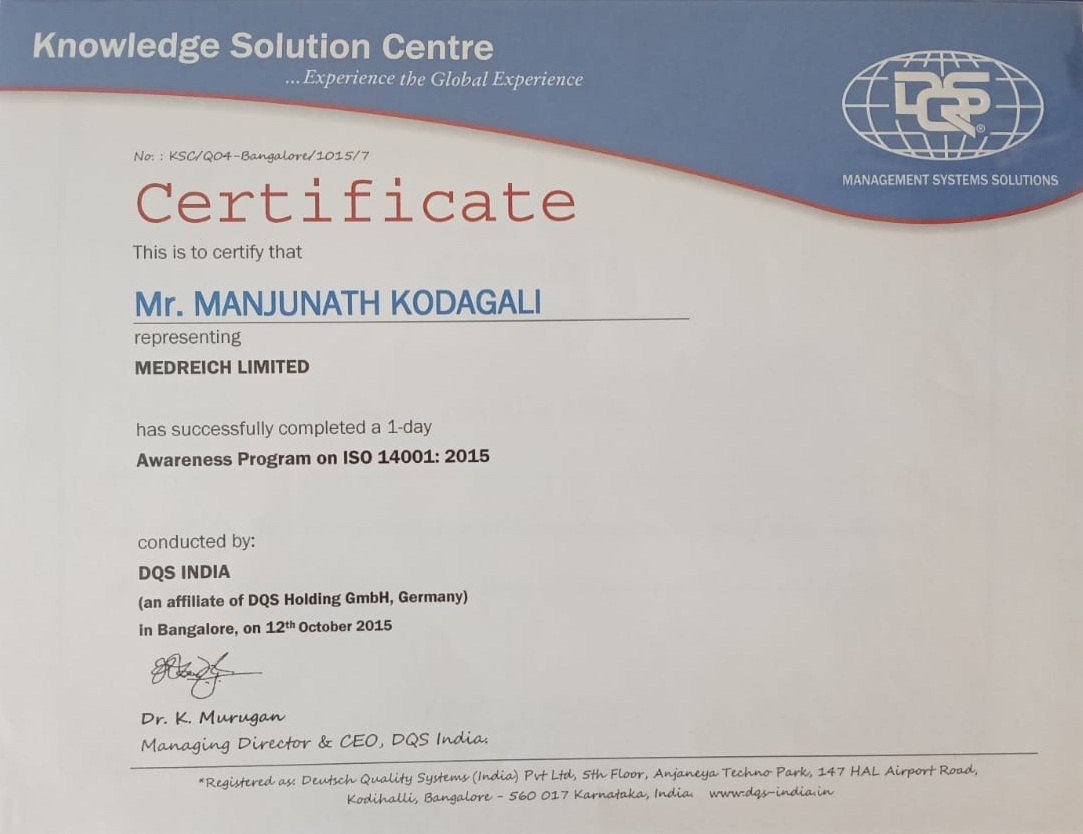 Knowledge Solution Centre
...Experience the Global Experience
DQS®
MANAGEMENT SYSTEMS SOLUTIONS
No. : KSC/Q04-Bangalore/1015/7
Certificate
This is to certify that
Mr. MANJUNATH KODAGALI
representing
MEDREICH LIMITED
has successfully completed a 1-day
Awareness Program on ISO 14001: 2015
conducted by:
DQS INDIA
(an affiliate of DQS Holding GmbH, Germany)
in Bangalore, on 12th October 2015
Dr. K. Murugan
Managing Director & CEO, DQS India.
*Registered as: Deutsch Quality Systems (India) Pvt Ltd, 5th Floor, Anjaneya Techno Park, 147 HAL Airport Road,
Kodihalli, Bangalore - 560 017 Karnataka, India. www.dqs-india.in